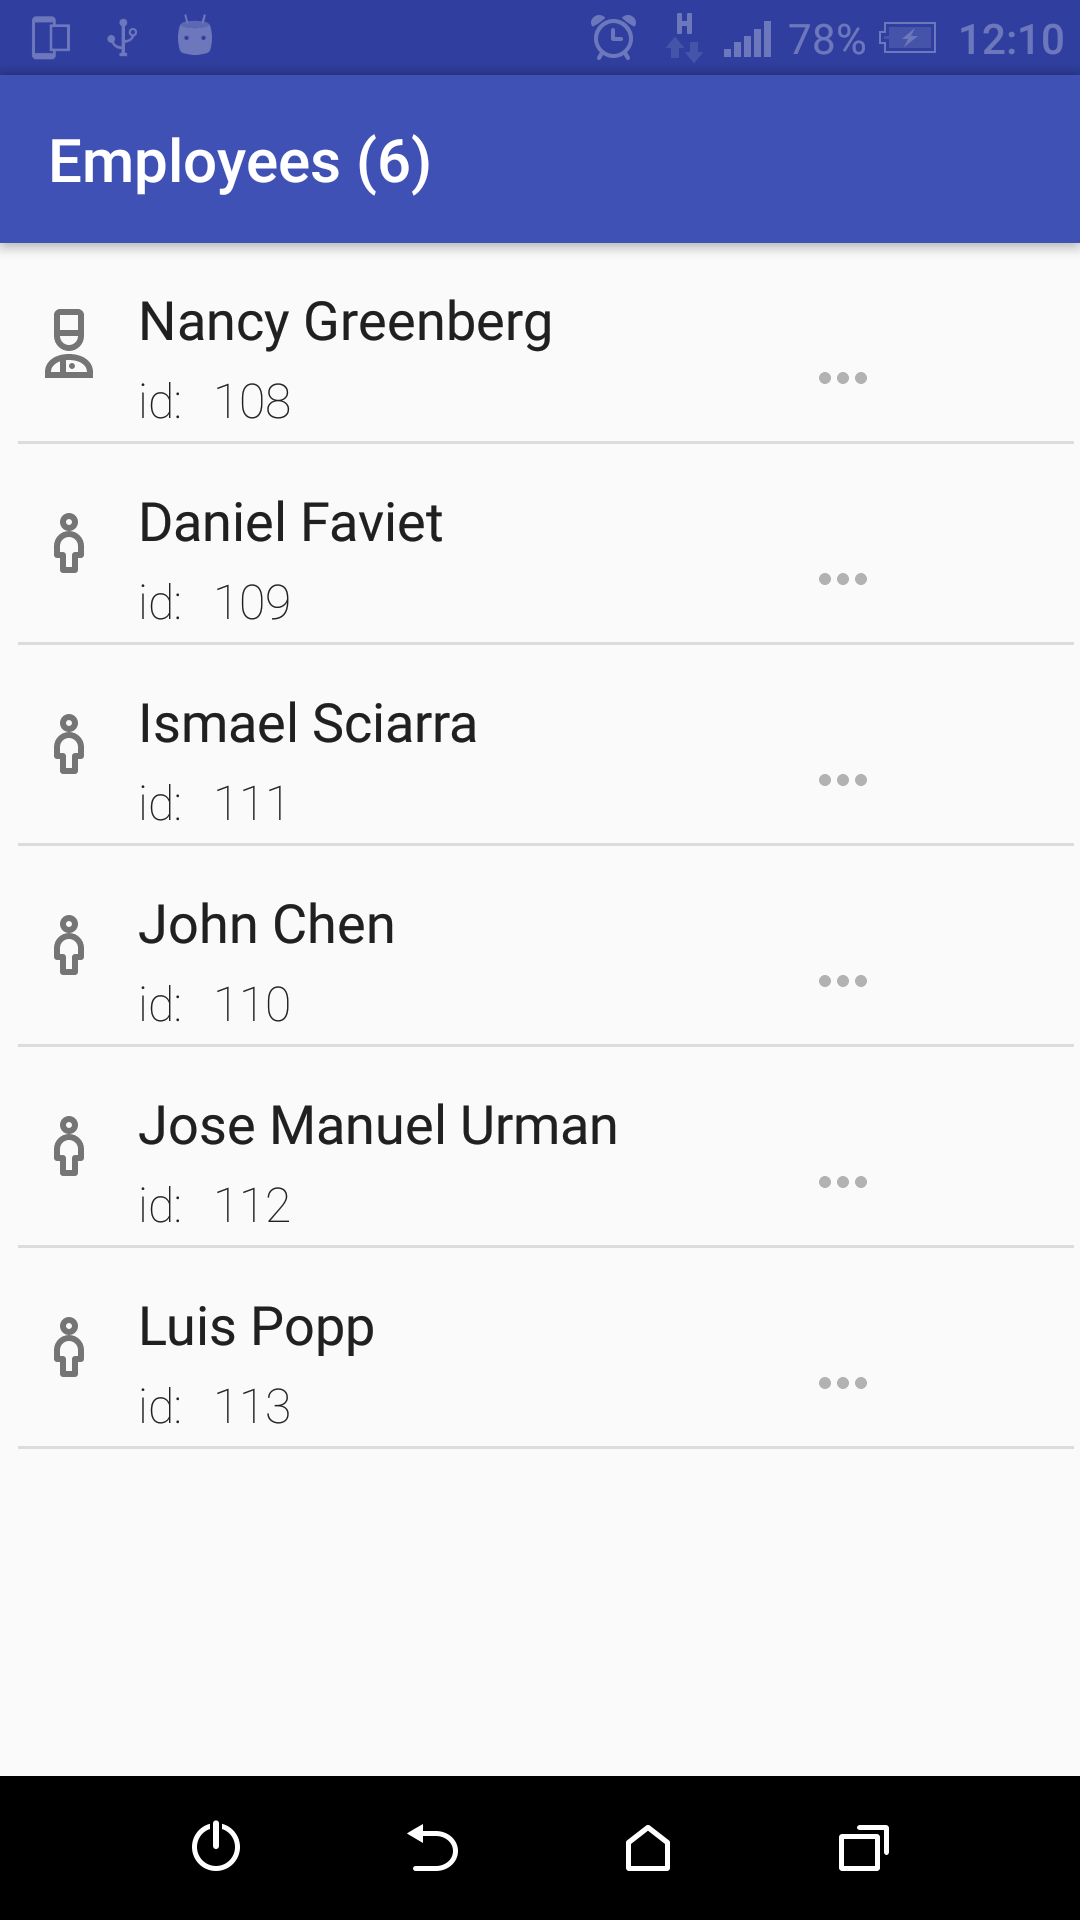 H 78% 12:10
Employees (6)
Nancy Greenberg
id: 108
Daniel Faviet
id: 109
Ismael Sciarra
id: 111
John Chen
id: 110
Jose Manuel Urman
id: 112
Luis Popp
id: 113